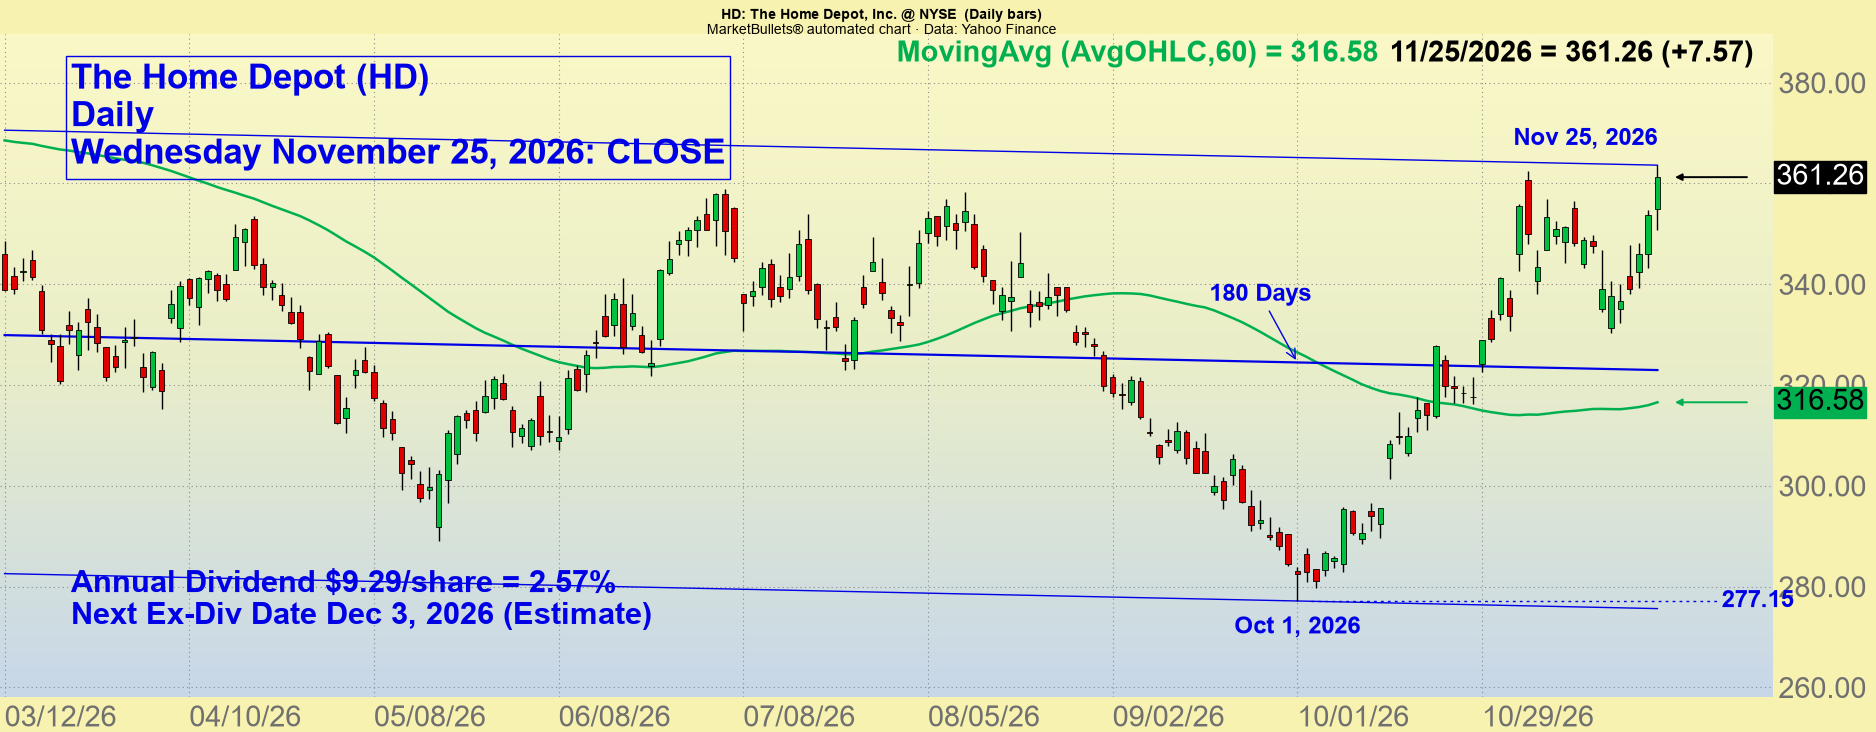 HD: The Home Depot, Inc. @ NYSE (Daily bars)
MarketBullets® automated chart · Data: Yahoo Finance
MovingAvg (AvgOHLC,60) = 316.58 11/25/2026 = 361.26 (+7.57)
The Home Depot (HD)
Daily
Wednesday November 25, 2026: CLOSE
380.00
Nov 25, 2026
361.26
340.00
180 Days
320.00
316.58
300.00
280.00
277.15
Annual Dividend $9.29/share = 2.57%
Next Ex-Div Date Dec 3, 2026 (Estimate)
Oct 1, 2026
260.00
03/12/26 04/10/26 05/08/26 06/08/26 07/08/26 08/05/26 09/02/26 10/01/26 10/29/26